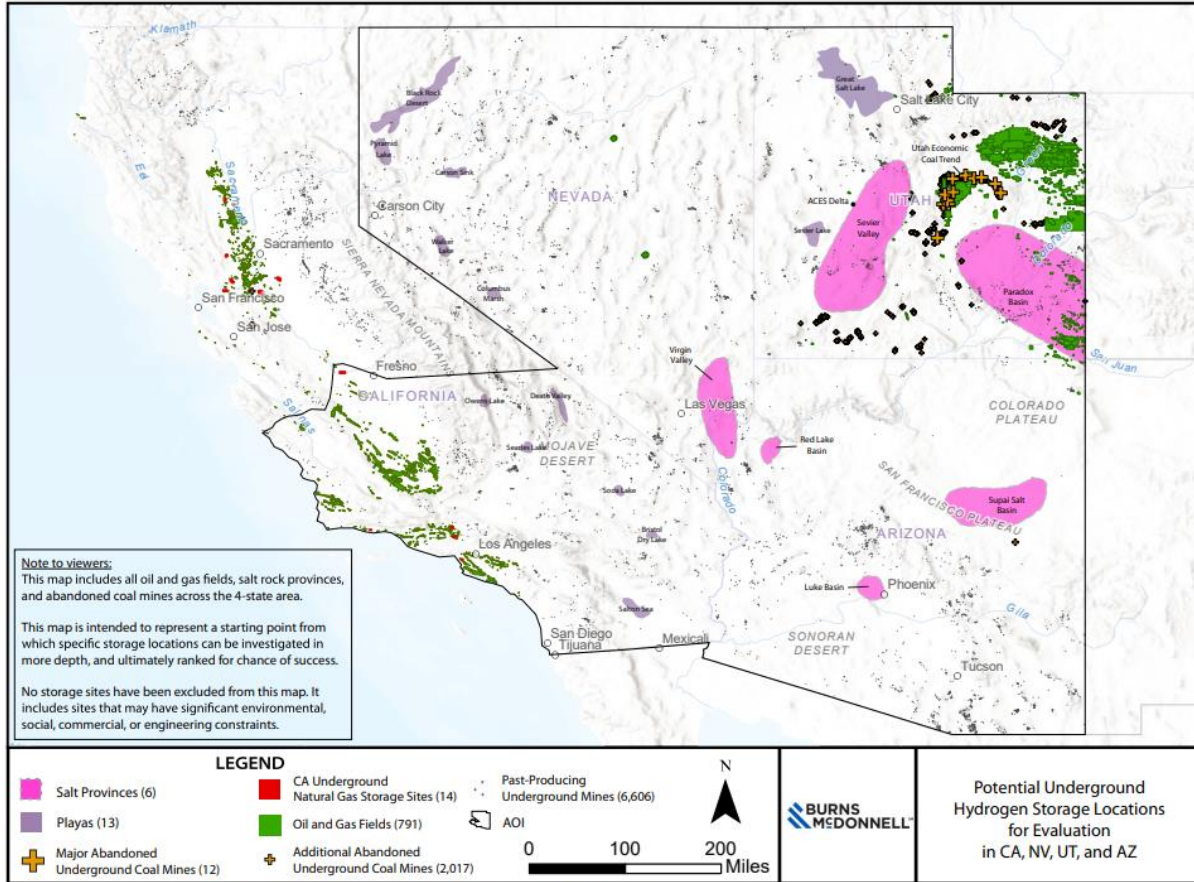 Klamath
Eel
Sacramento
Black Rock
Desert
Pyramid
Lake
Carson Sink
Carson City
Walker
Lake
Columbus
Marsh
NEVADA
SIERRA NEVADA MOUNTAINS
Great
Salt Lake
Salt Lake City
Utah Economic
Coal Trend
Green
ACES Delta
UTAH
Sevier Lake
Sevier
Valley
Colorado
Paradox
Basin
San Juan
Sacramento
San Francisco
San Jose
Fresno
CALIFORNIA
Salinas
Owens Lake
Death Valley
Searles Lake
MOJAVE
DESERT
Soda Lake
Bristol
Dry Lake
Virgin
Valley
Las Vegas
Red Lake
Basin
Colorado
COLORADO
PLATEAU
SAN FRANCISCO PLATEAU
Supai Salt
Basin
ARIZONA
Los Angeles
Luke Basin
Phoenix
Salton Sea
San Diego
Tijuana
Mexicali
SONORAN
DESERT
Gila
Tucson
Note to viewers:
This map includes all oil and gas fields, salt rock provinces,
and abandoned coal mines across the 4-state area.
This map is intended to represent a starting point from
which specific storage locations can be investigated in
more depth, and ultimately ranked for chance of success.
No storage sites have been excluded from this map. It
includes sites that may have significant environmental,
social, commercial, or engineering constraints.
LEGEND
Salt Provinces (6)
Playas (13)
Major Abandoned
Underground Coal Mines (12)
CA Underground
Natural Gas Storage Sites (14)
Oil and Gas Fields (791)
Additional Abandoned
Underground Coal Mines (2,017)
Past-Producing
Underground Mines (6,606)
AOI
N
0 100 200
Miles
BURNS
McDONNELL
Potential Underground
Hydrogen Storage Locations
for Evaluation
in CA, NV, UT, and AZ